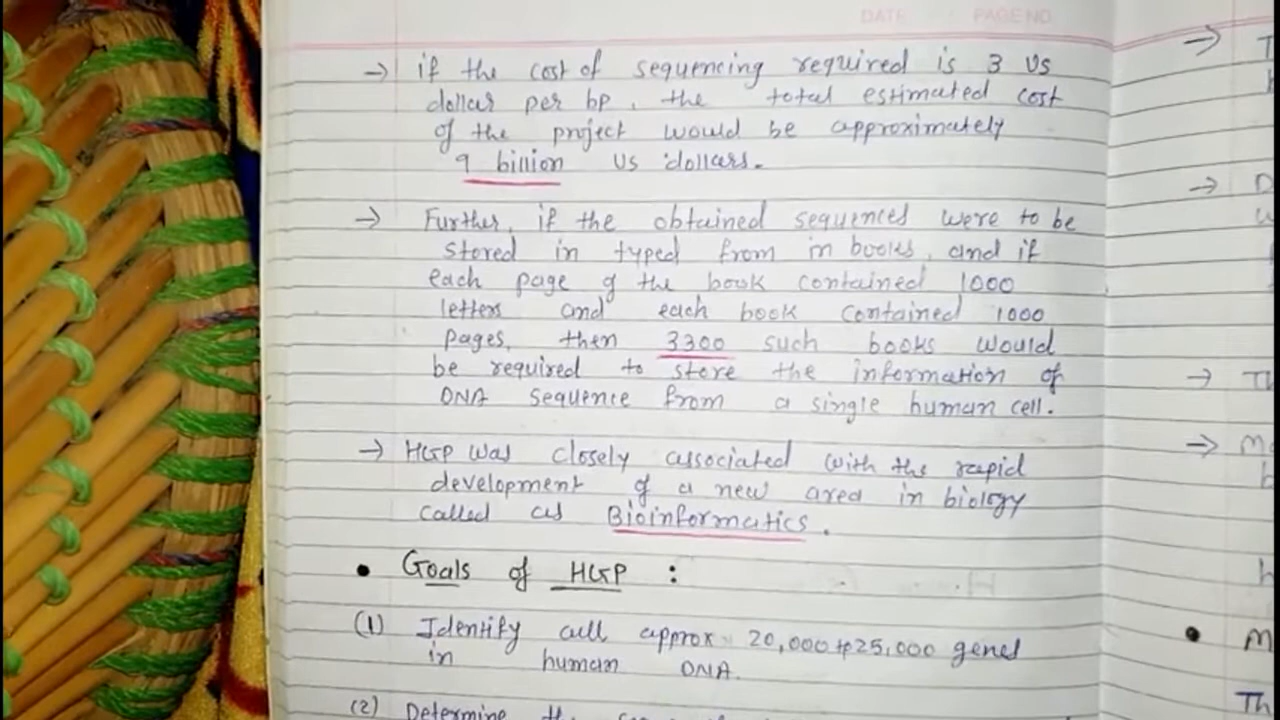 DATE PAGE NO
→ if the cost of sequencing required is 3 US
dollar per bp, the total estimated cost
of the project would be approximately
9 billion US dollars.
→ Further, if the obtained sequences were to be
stored in typed from in books, and if
each page of the book contained 1000
letters and each book contained 1000
pages, then 3300 such books would
be required to store the information of
DNA sequence from a single human cell.
→ HGP was closely associated with the rapid
development of a new area in biology
called as Bioinformatics.
• Goals of HGP :
(1) Identify all approx 20,000 to 25,000 genes
in human DNA.
(2) Determine the